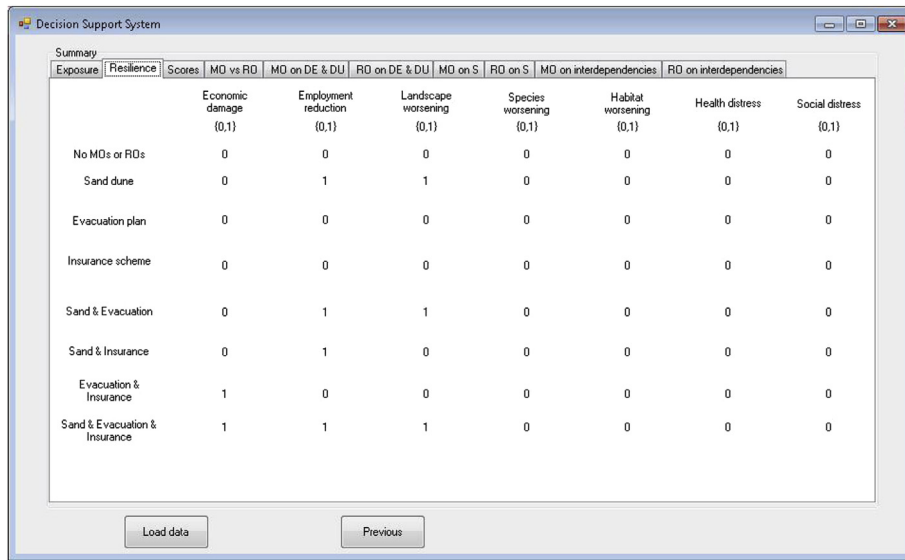 Decision Support System
Summary
Exposure Resilience Scores MO vs RO MO on DE & DU RO on DE & DU MO on S RO on S MO on interdependencies RO on interdependencies
Economic damage Employment reduction Landscape worsening Species worsening Habitat worsening Health distress Social distress
{0,1} {0,1} {0,1} {0,1} {0,1} {0,1} {0,1}
No MOs or ROs 0 0 0 0 0 0 0
Sand dune 0 1 1 0 0 0 0
Evacuation plan 0 0 0 0 0 0 0
Insurance scheme 0 0 0 0 0 0 0
Sand & Evacuation 0 1 1 0 0 0 0
Sand & Insurance 0 1 0 0 0 0 0
Evacuation & Insurance 1 0 0 0 0 0 0
Sand & Evacuation & Insurance 1 1 1 0 0 0 0
Load data Previous